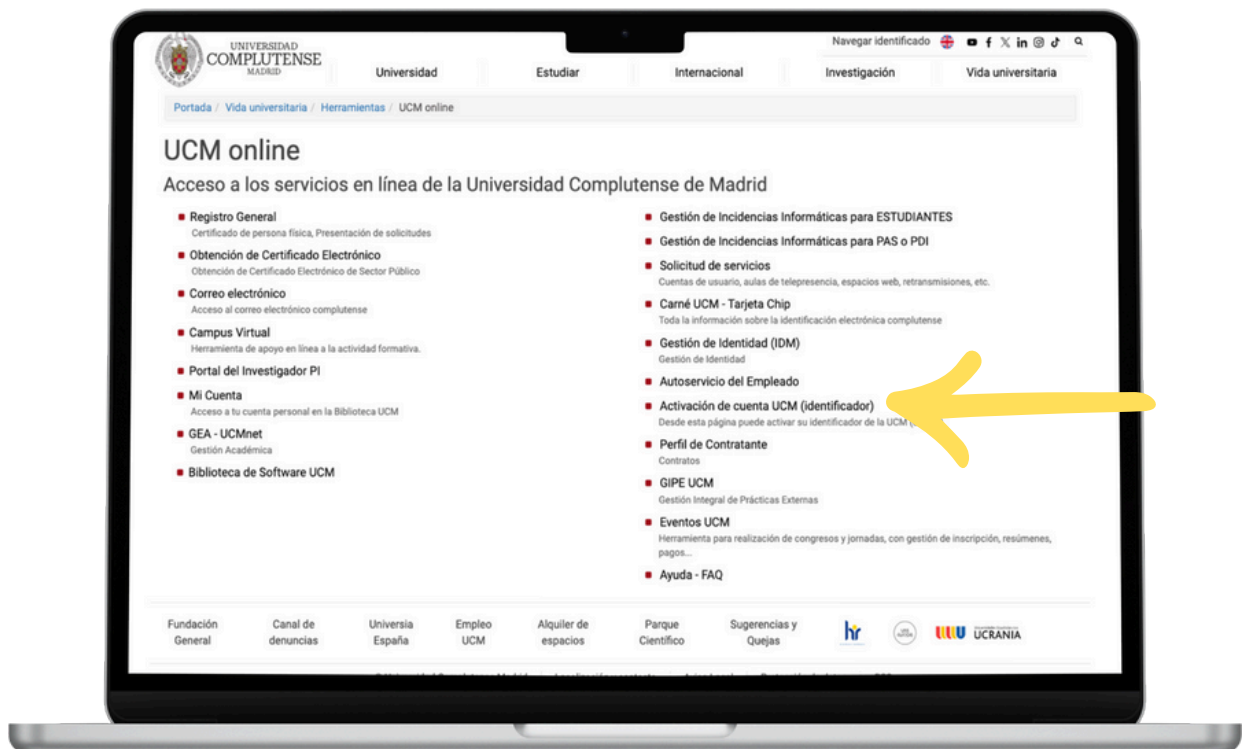 UNIVERSIDAD
COMPLUTENSE
MADRID
Navegar identificado
Universidad
Estudiar
Internacional
Investigación
Vida universitaria
Portada / Vida universitaria / Herramientas / UCM online
UCM online
Acceso a los servicios en línea de la Universidad Complutense de Madrid
Registro General
Certificado de persona física, Presentación de solicitudes
Obtención de Certificado Electrónico
Obtención de Certificado Electrónico de Sector Público
Correo electrónico
Acceso al correo electrónico complutense
Campus Virtual
Herramienta de apoyo en línea a la actividad formativa.
Portal del Investigador PI
Mi Cuenta
Acceso a tu cuenta personal en la Biblioteca UCM
GEA - UCMnet
Gestión Académica
Biblioteca de Software UCM
Gestión de Incidencias Informáticas para ESTUDIANTES
Gestión de Incidencias Informáticas para PAS o PDI
Solicitud de servicios
Cuentas de usuario, aulas de telepresencia, espacios web, retransmisiones, etc.
Carné UCM - Tarjeta Chip
Toda la información sobre la identificación electrónica complutense
Gestión de Identidad (IDM)
Gestión de Identidad
Autoservicio del Empleado
Activación de cuenta UCM (identificador)
Desde esta página puede activar su identificador de la UCM
Perfil de Contratante
Contratos
GIPE UCM
Gestión Integral de Prácticas Externas
Eventos UCM
Herramienta para realización de congresos y jornadas, con gestión de inscripción, resúmenes,
pagos...
Ayuda - FAQ
Fundación
General
Canal de
denuncias
Universia
España
Empleo
UCM
Alquiler de
espacios
Parque
Científico
Sugerencias y
Quejas
hr
UCRANIA